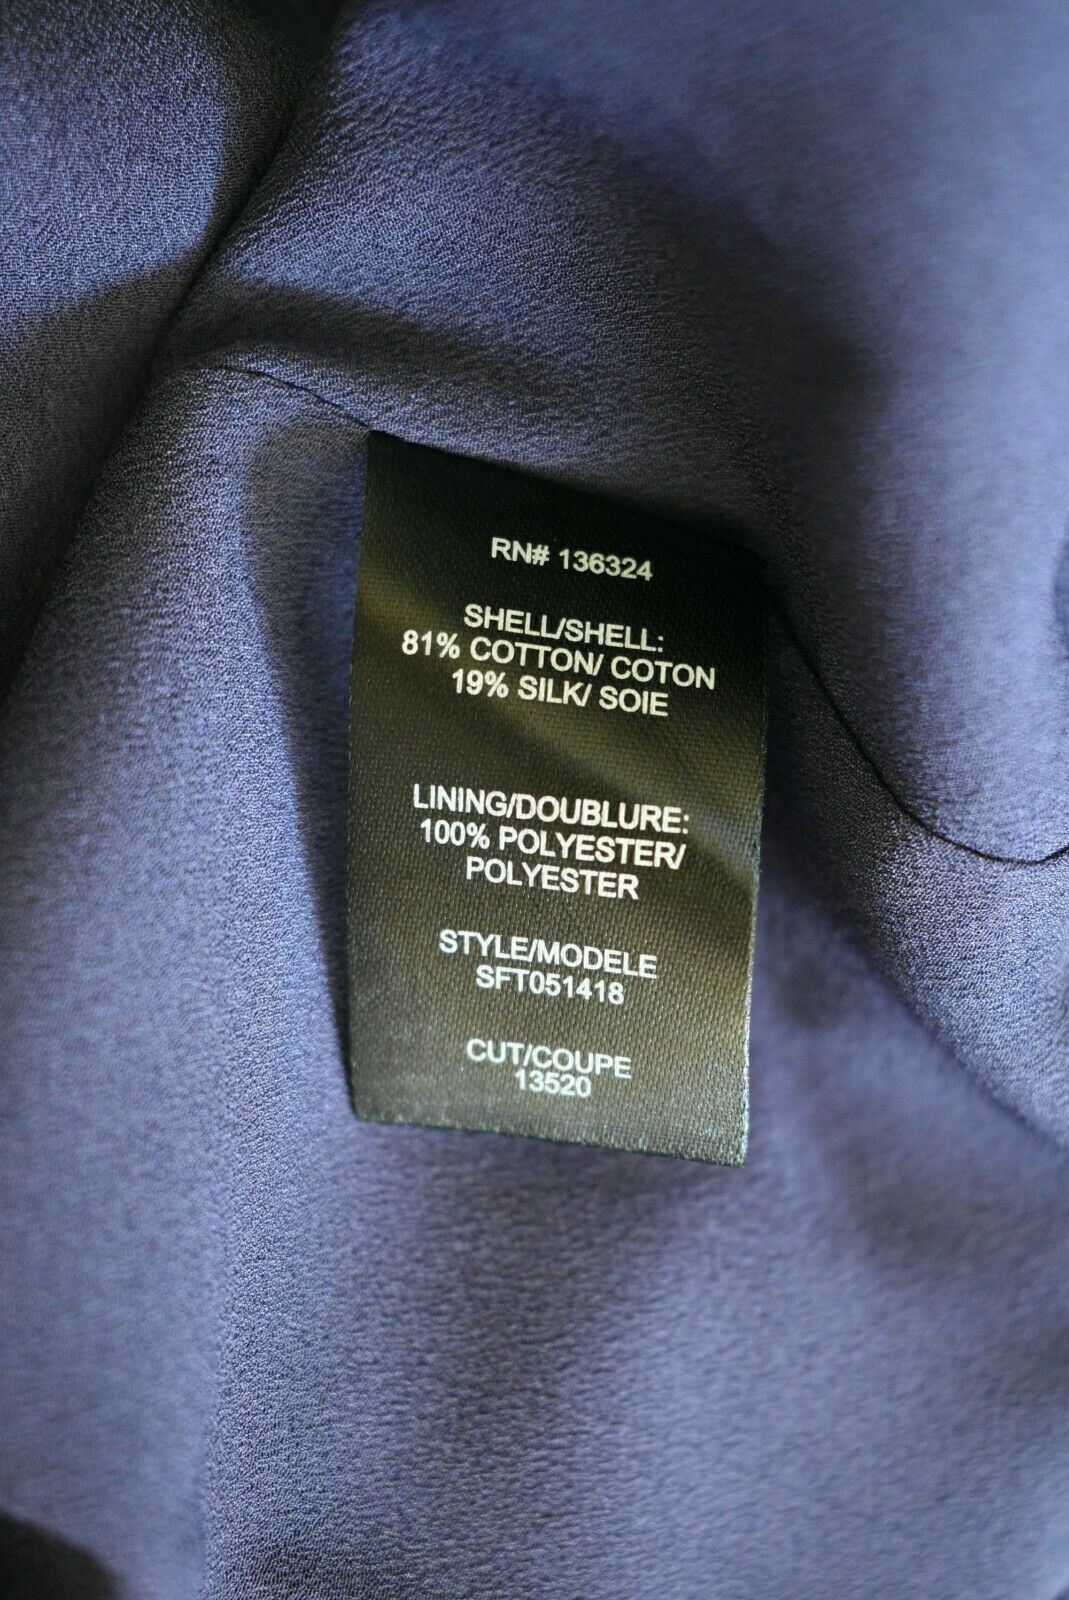 RN# 136324
SHELL/SHELL:
81% COTTON/ COTON
19% SILK/ SOIE
LINING/DOUBLURE:
100% POLYESTER/
POLYESTER
STYLE/MODELE
SFT051418
CUT/COUPE
13520